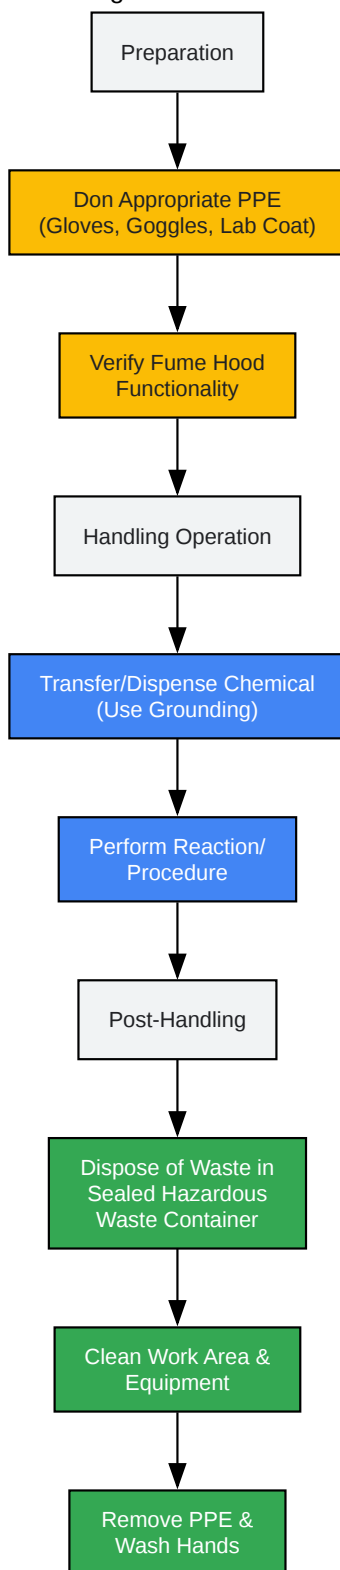 Preparation
Don Appropriate PPE
(Gloves, Goggles, Lab Coat)
Verify Fume Hood
Functionality
Handling Operation
Transfer/Dispense Chemical
(Use Grounding)
Perform Reaction/
Procedure
Post-Handling
Dispose of Waste in
Sealed Hazardous
Waste Container
Clean Work Area &
Equipment
Remove PPE &
Wash Hands